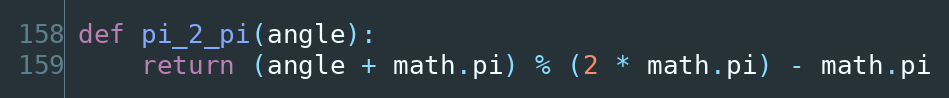 158 def pi_2_pi(angle):
159     return (angle + math.pi) % (2 * math.pi) - math.pi